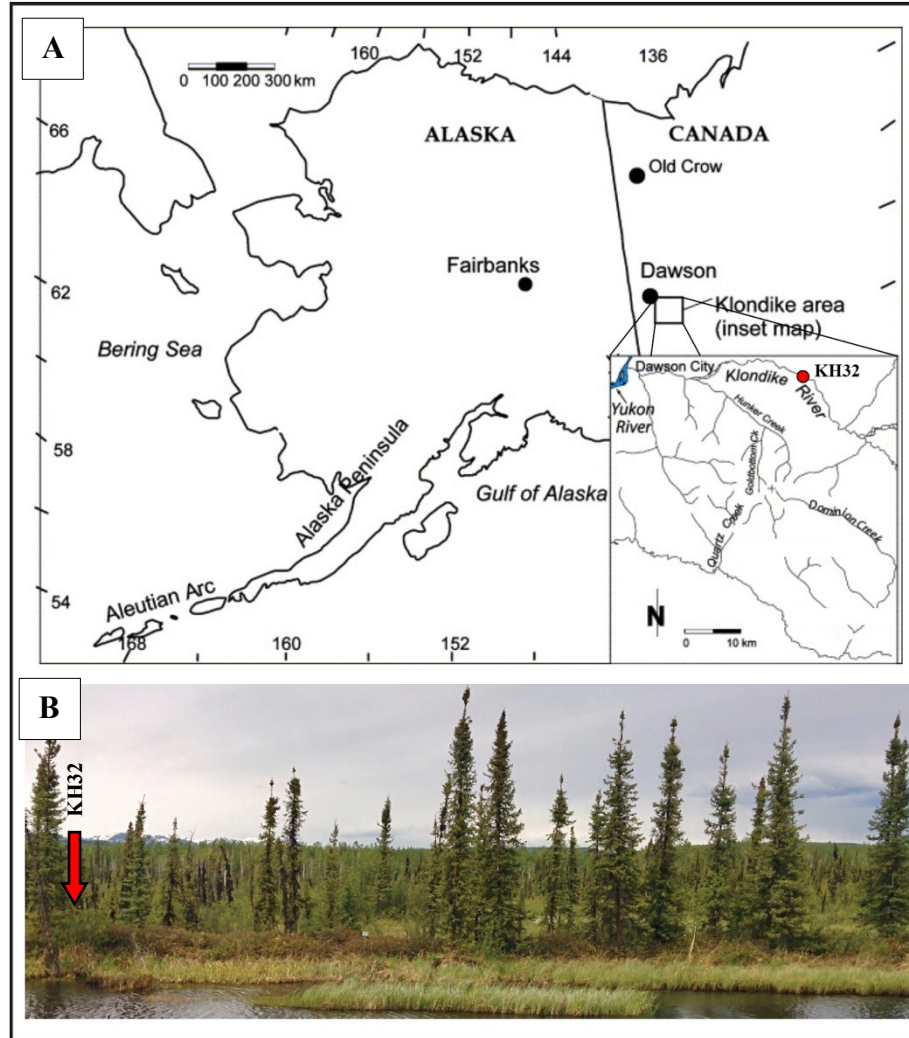 A
160
152
144
136
0 100 200 300 km
66
ALASKA
CANADA
Old Crow
Fairbanks
Dawson
62
Klondike area
(inset map)
Bering Sea
Dawson City
Klondike
River
KH32
Yukon
River
Hunker Creek
58
Alaska Peninsula
Gulf of Alaska
Goldbottom Ck
Dominion Creek
Quartz Creek
54
Aleutian Arc
N
0 10 km
168
160
152
B
KH32